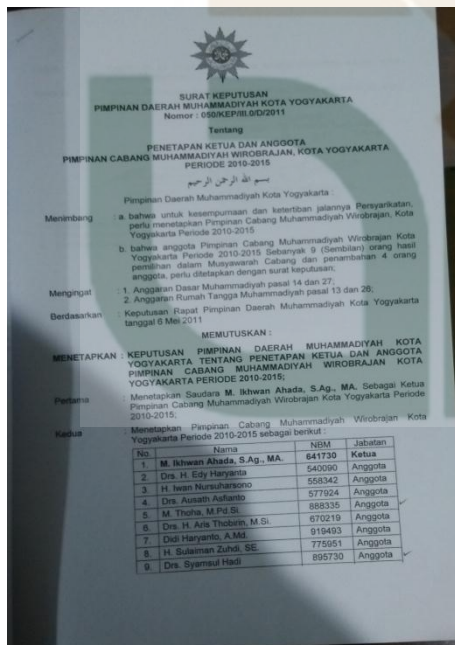 SURAT KEPUTUSAN
PIMPINAN DAERAH MUHAMMADIYAH KOTA YOGYAKARTA
Nomor : 050/KEP/III.0/D/2011
Tentang
PENETAPAN KETUA DAN ANGGOTA
PIMPINAN CABANG MUHAMMADIYAH WIROBRAJAN, KOTA YOGYAKARTA
PERIODE 2010-2015
بسم الله الرحمن الرحيم
Pimpinan Daerah Muhammadiyah Kota Yogyakarta :
Menimbang : a. bahwa untuk kesempurnaan dan ketertiban jalannya Persyarikatan,
perlu menetapkan Pimpinan Cabang Muhammadiyah Wirobrajan, Kota
Yogyakarta Periode 2010-2015
b. bahwa anggota Pimpinan Cabang Muhammadiyah Wirobrajan Kota
Yogyakarta Periode 2010-2015 Sebanyak 9 (Sembilan) orang hasil
pemilihan dalam Musyawarah Cabang dan penambahan 4 orang
anggota, perlu ditetapkan dengan surat keputusan;
Mengingat : 1. Anggaran Dasar Muhammadiyah pasal 14 dan 27;
2. Anggaran Rumah Tangga Muhammadiyah pasal 13 dan 26;
Berdasarkan : Keputusan Rapat Pimpinan Daerah Muhammadiyah Kota Yogyakarta
tanggal 6 Mei 2011
MEMUTUSKAN :
MENETAPKAN : KEPUTUSAN PIMPINAN DAERAH MUHAMMADIYAH KOTA
YOGYAKARTA TENTANG PENETAPAN KETUA DAN ANGGOTA
PIMPINAN CABANG MUHAMMADIYAH WIROBRAJAN KOTA
YOGYAKARTA PERIODE 2010-2015;
Pertama : Menetapkan Saudara M. Ikhwan Ahada, S.Ag., MA. Sebagai Ketua
Pimpinan Cabang Muhammadiyah Wirobrajan Kota Yogyakarta Periode
2010-2015;
Kedua : Menetapkan Pimpinan Cabang Muhammadiyah Wirobrjan Kota
Yogyakarta Periode 2010-2015 sebagai berikut :
No. Nama NBM Jabatan
1. M. Ikhwan Ahada, S.Ag., MA. 641730 Ketua
2. Drs. H. Edy Haryanta 540090 Anggota
3. H. Iwan Nursuharsono 558342 Anggota
4. Drs. Ausath Asfianto 577924 Anggota
5. M. Thoha, M.Pd.Si. 888335 Anggota
6. Drs. H. Aris Thobirin, M.Si. 670219 Anggota
7. Didi Haryanto, A.Md. 919493 Anggota
8. H. Sulaiman Zuhdi, SE. 775951 Anggota
9. Drs. Syamsul Hadi 895730 Anggota